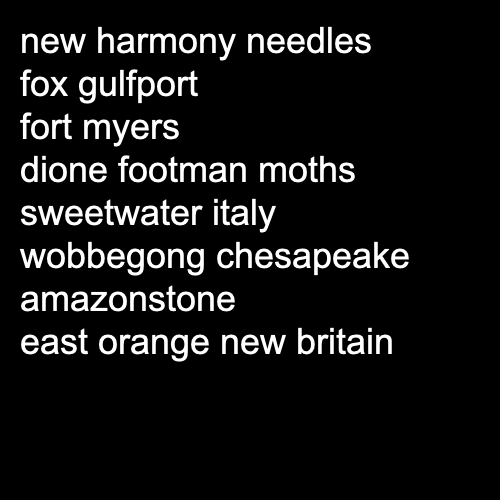 new harmony needles
fox gulfport
fort myers
dione footman moths
sweetwater italy
wobbegong chesapeake
amazonstone
east orange new britain